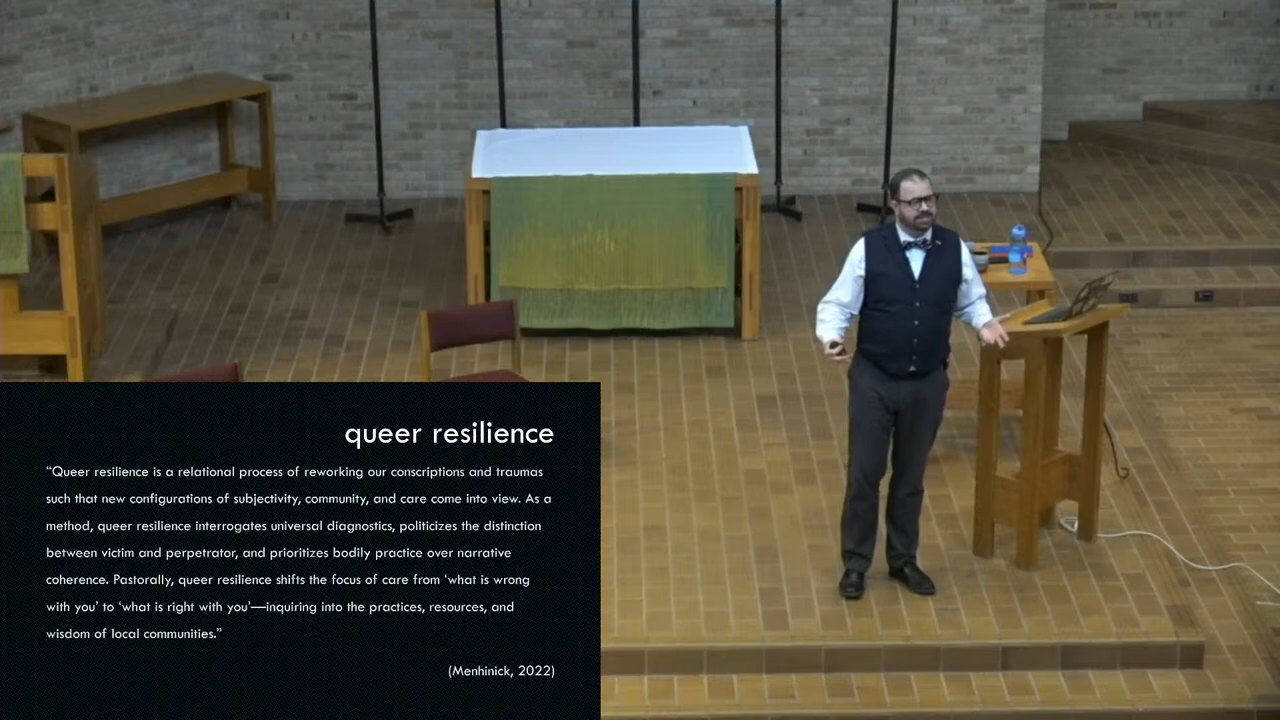 queer resilience
“Queer resilience is a relational process of reworking our conscriptions and traumas
such that new configurations of subjectivity, community, and care come into view. As a
method, queer resilience interrogates universal diagnostics, politicizes the distinction
between victim and perpetrator, and prioritizes bodily practice over narrative
coherence. Pastorally, queer resilience shifts the focus of care from ‘what is wrong
with you’ to ‘what is right with you’—inquiring into the practices, resources, and
wisdom of local communities.”
(Menhinick, 2022)